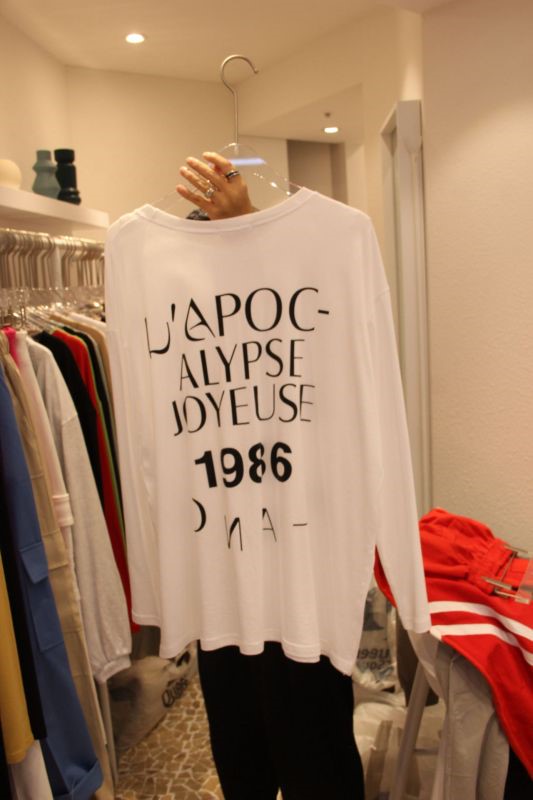 L'APOC-
ALYPSE
JOYEUSE
1986